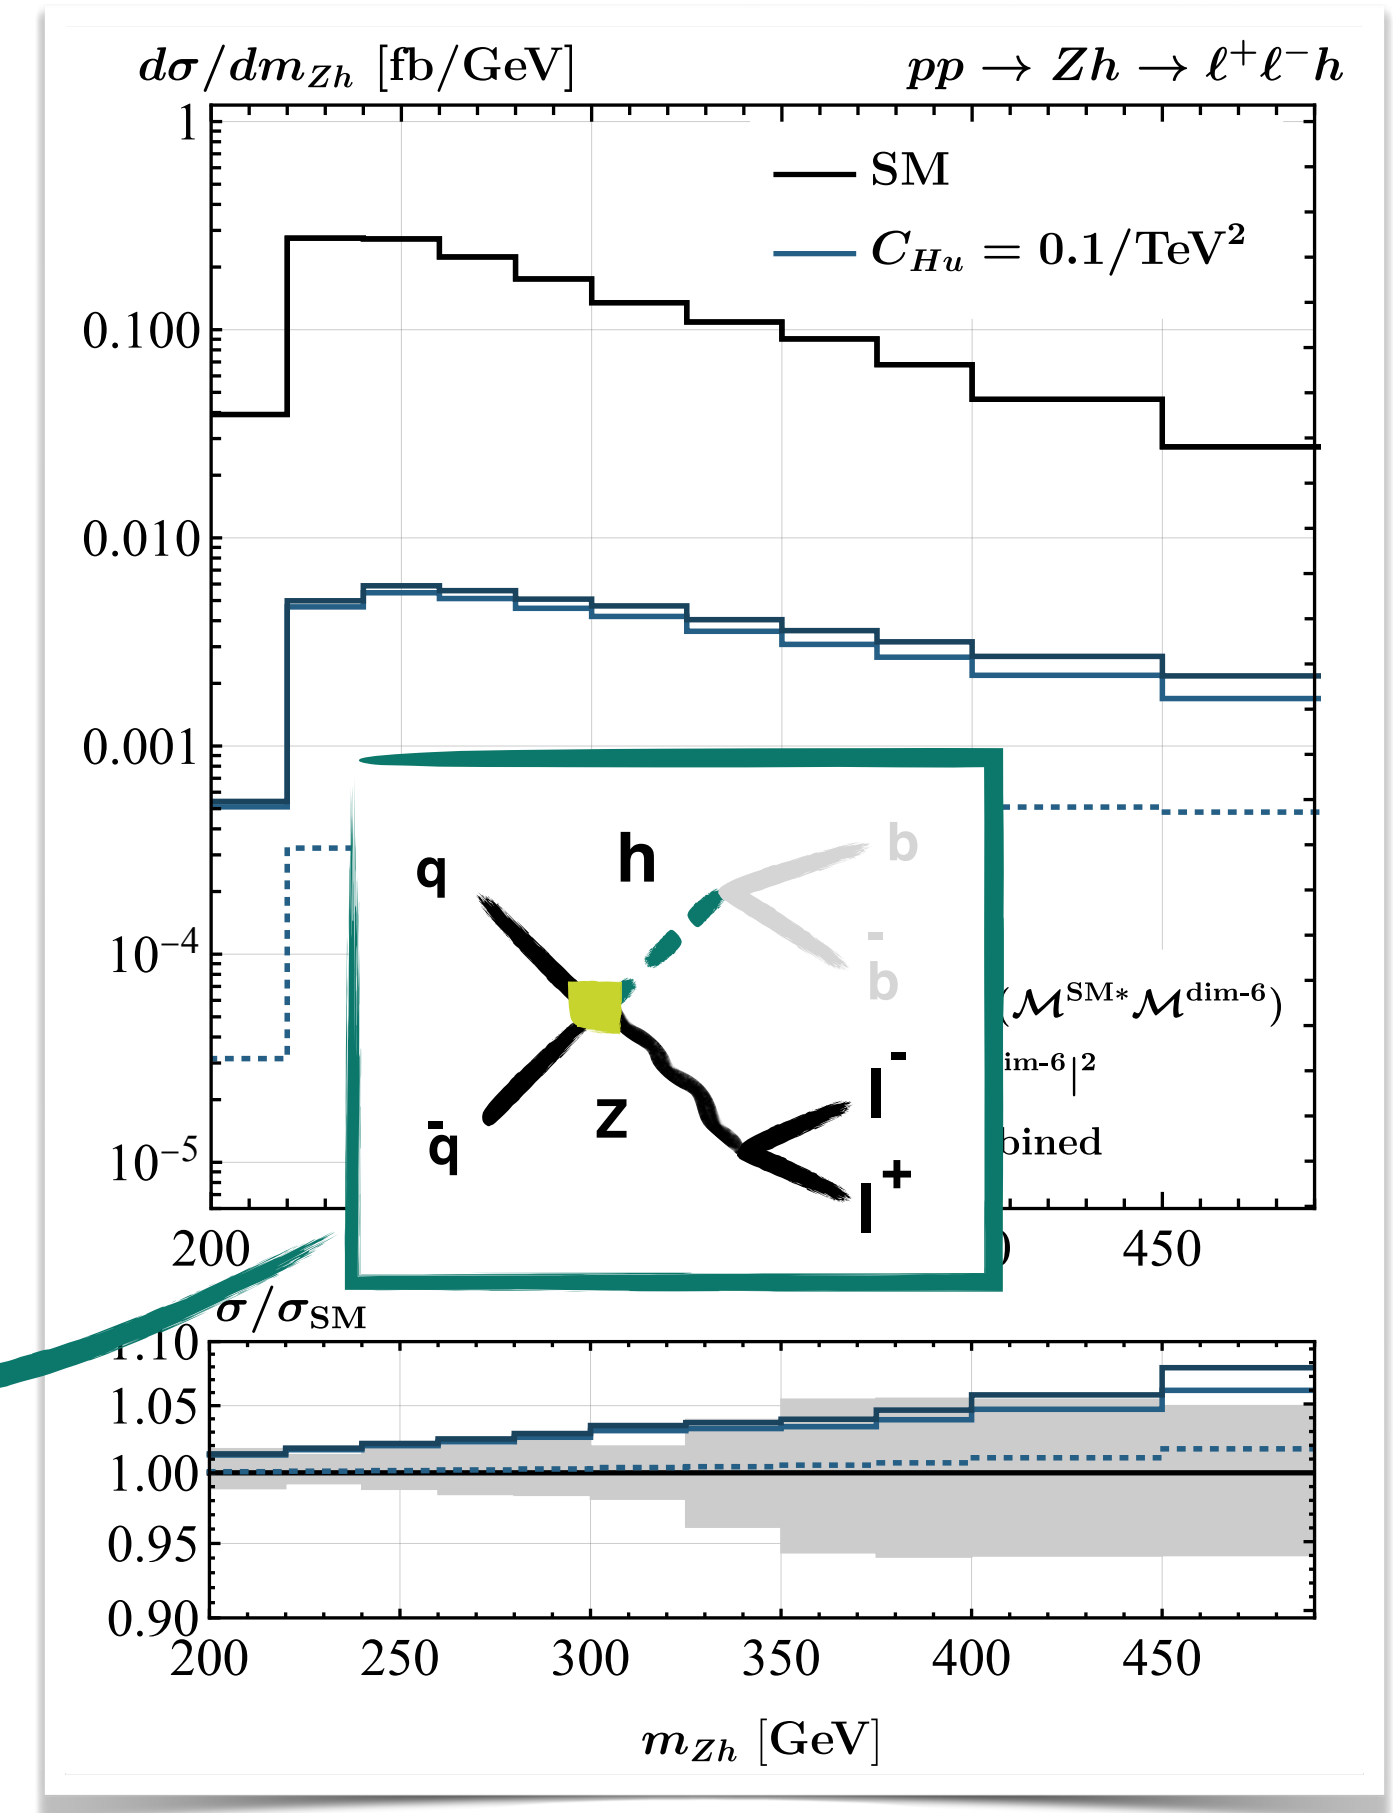 dσ/dm_Zh [fb/GeV] pp → Zh → ℓ⁺ℓ⁻h
1
SM
C_Hu = 0.1/TeV²
0.100
0.010
0.001
10⁻⁴
10⁻⁵
q h b
b̄
q̄ Z l⁻
l⁺
(ℳ^SM* ℳ^dim-6)
im-6|²
bined
200 0 450
σ/σ_SM
1.10
1.05
1.00
0.95
0.90
200 250 300 350 400 450
m_Zh [GeV]